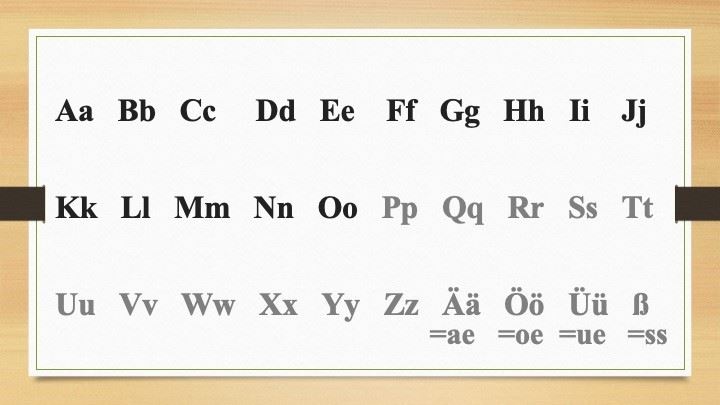 Aa Bb Cc Dd Ee Ff Gg Hh Ii Jj
Kk Ll Mm Nn Oo Pp Qq Rr Ss Tt
Uu Vv Ww Xx Yy Zz Ää Öö Üü ß
=ae =oe =ue =ss